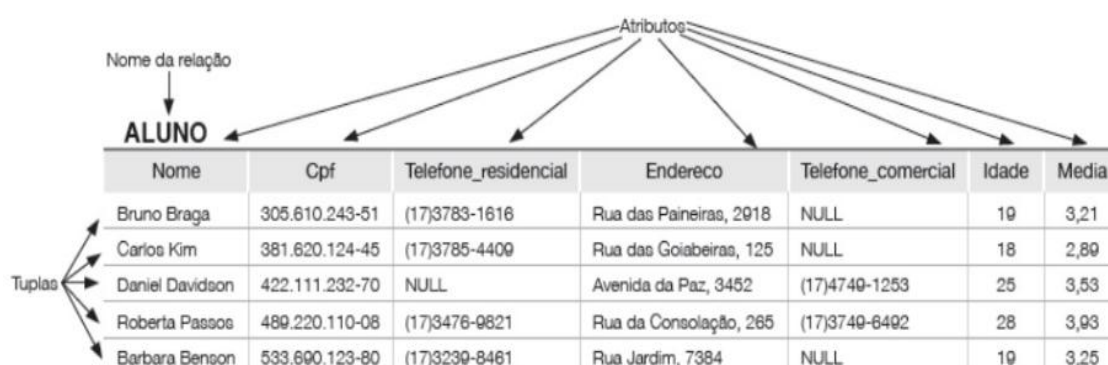 Atributos
Nome da relação
ALUNO
Nome Cpf Telefone_residencial Endereco Telefone_comercial Idade Media
Bruno Braga 305.610.243-51 (17)3783-1616 Rua das Paineiras, 2918 NULL 19 3,21
Carlos Kim 381.620.124-45 (17)3785-4409 Rua das Goiabeiras, 125 NULL 18 2,89
Tuplas Daniel Davidson 422.111.232-70 NULL Avenida da Paz, 3452 (17)4749-1253 25 3,53
Roberta Passos 489.220.110-08 (17)3476-9821 Rua da Consolação, 265 (17)3749-6492 28 3,93
Barbara Benson 533.690.123-80 (17)3239-8461 Rua Jardim, 7384 NULL 19 3,25